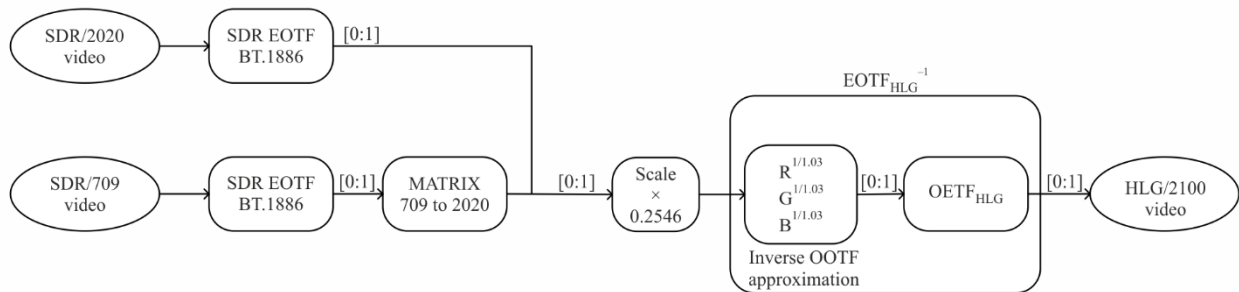 SDR/2020
video
SDR EOTF
BT.1886
[0:1]
SDR/709
video
SDR EOTF
BT.1886
[0:1]
MATRIX
709 to 2020
[0:1]
Scale
×
0.2546
EOTF_HLG^−1
R^1/1.03
G^1/1.03
B^1/1.03
Inverse OOTF
approximation
[0:1]
OETF_HLG
[0:1]
HLG/2100
video